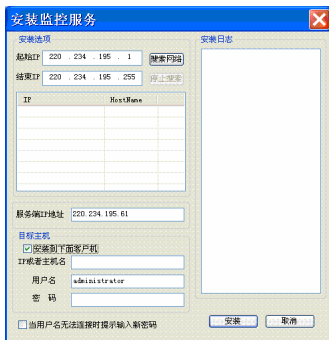 安装监控服务
安装选项
起始IP 220 . 234 . 195 . 1 搜索网络
结束IP 220 . 234 . 195 . 255 停止搜索
IP HostName
服务端IP地址 220.234.195.61
目标主机
安装到下面客户机
IP或者主机名
用户名 administrator
密 码
当用户名无法连接时提示输入新密码
安装日志
安装 取消